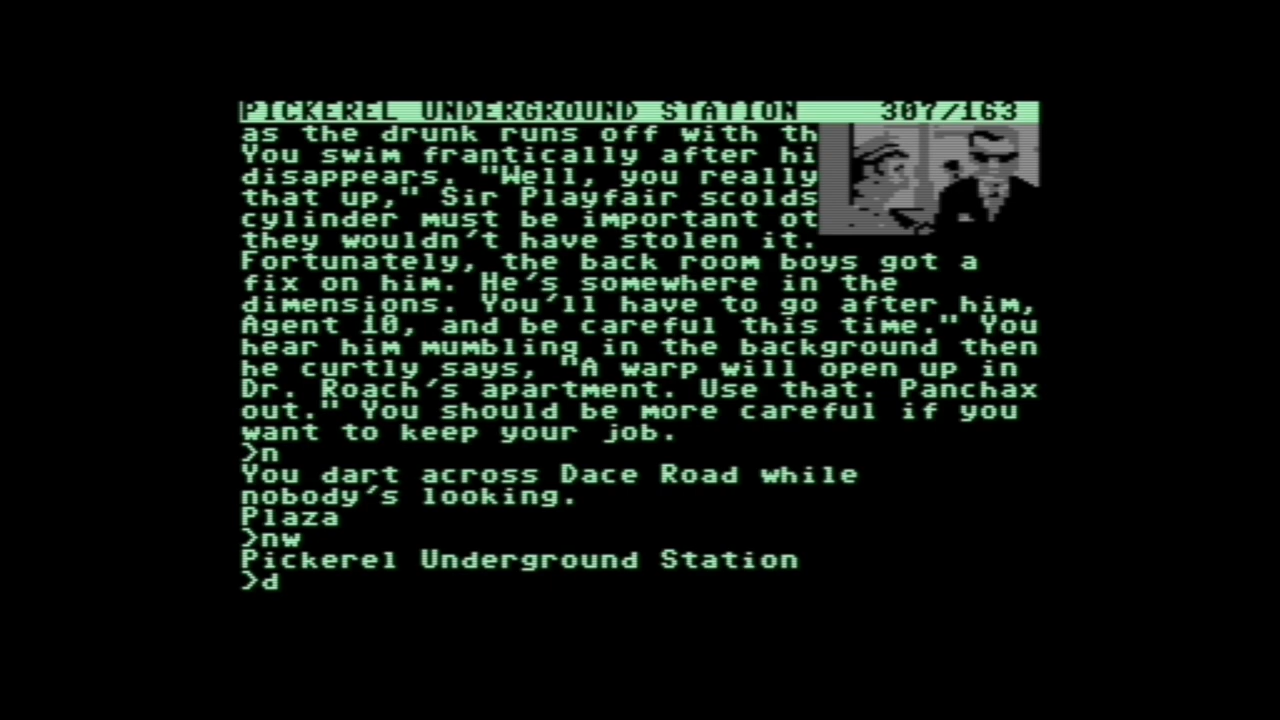 PICKEREL UNDERGROUND STATION 307/163
as the drunk runs off with th
You swim frantically after hi
disappears. "Well, you really
that up," Sir Playfair scolds
cylinder must be important ot
they wouldn't have stolen it.
Fortunately, the back room boys got a
fix on him. He's somewhere in the
dimensions. You'll have to go after him,
Agent 10, and be careful this time." You
hear him mumbling in the background then
he curtly says, "A warp will open up in
Dr. Roach's apartment. Use that. Panchax
out." You should be more careful if you
want to keep your job.
>n
You dart across Dace Road while
nobody's looking.
Plaza
>nw
Pickerel Underground Station
>d